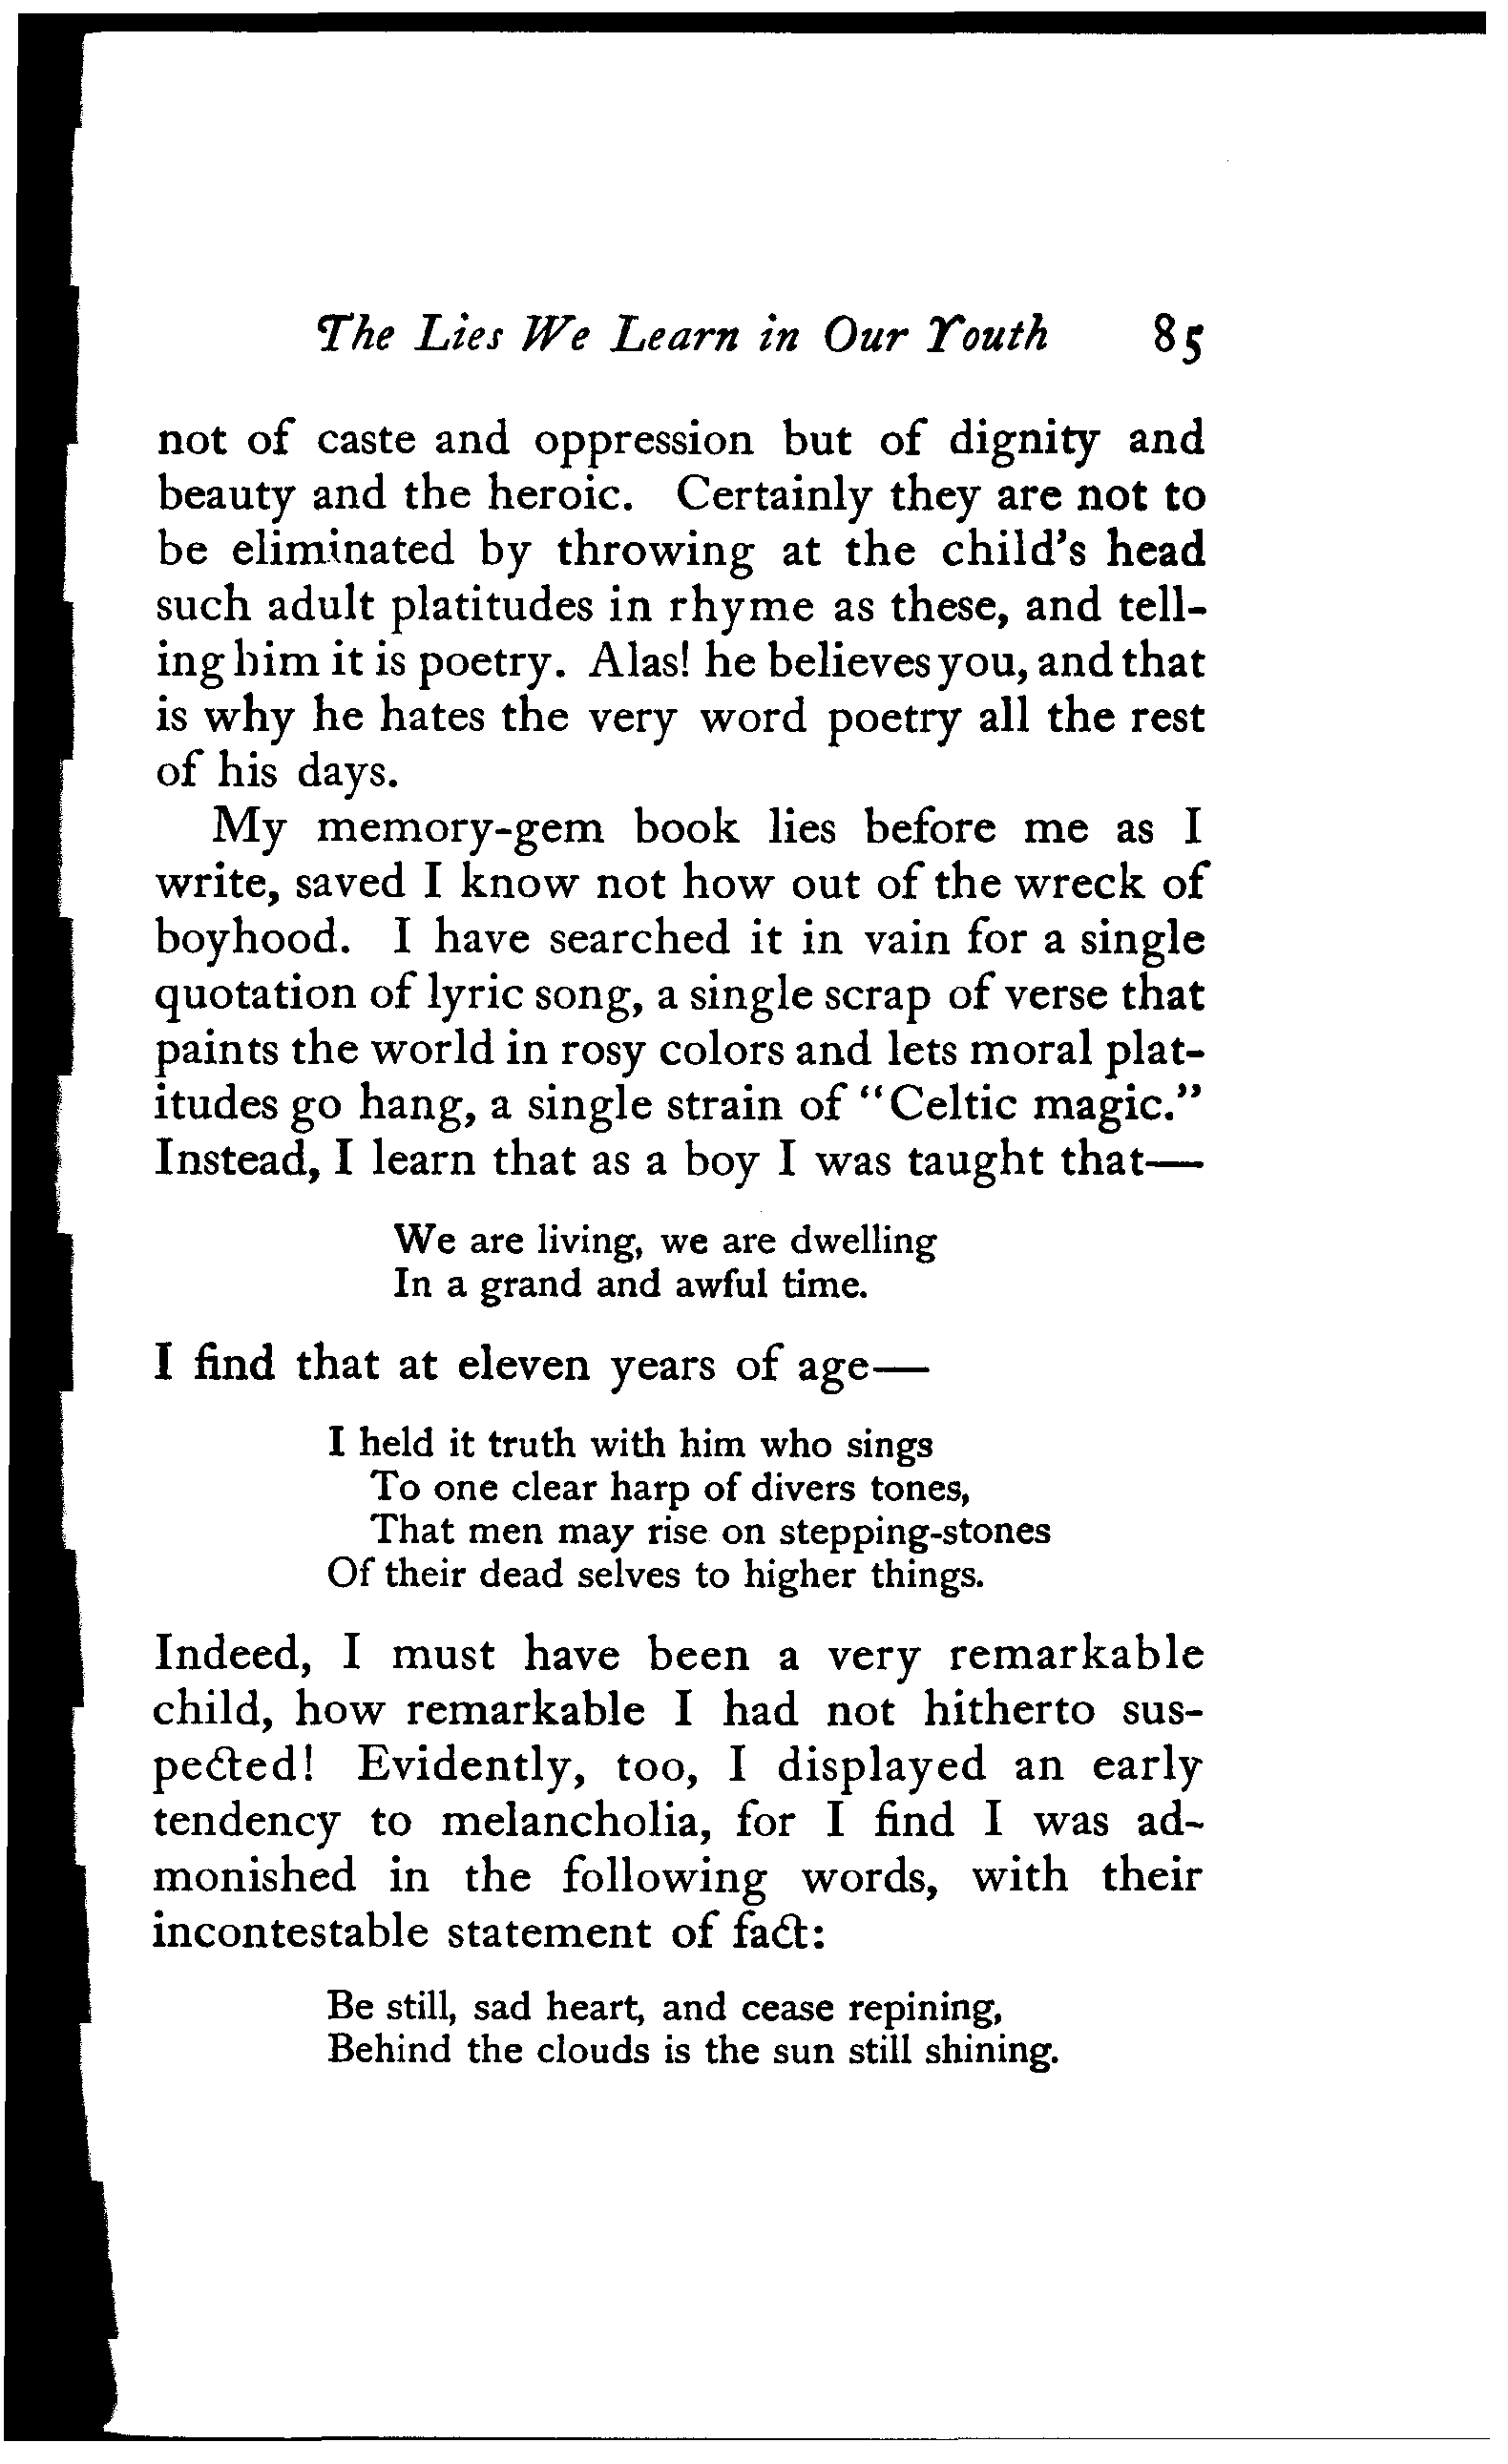 The Lies We Learn in Our Youth 85
not of caste and oppression but of dignity and
beauty and the heroic. Certainly they are not to
be eliminated by throwing at the child's head
such adult platitudes in rhyme as these, and tell-
ing him it is poetry. Alas! he believes you, and that
is why he hates the very word poetry all the rest
of his days.
My memory-gem book lies before me as I
write, saved I know not how out of the wreck of
boyhood. I have searched it in vain for a single
quotation of lyric song, a single scrap of verse that
paints the world in rosy colors and lets moral plat-
itudes go hang, a single strain of "Celtic magic."
Instead, I learn that as a boy I was taught that—
We are living, we are dwelling
In a grand and awful time.
I find that at eleven years of age—
I held it truth with him who sings
To one clear harp of divers tones,
That men may rise on stepping-stones
Of their dead selves to higher things.
Indeed, I must have been a very remarkable
child, how remarkable I had not hitherto sus-
pected! Evidently, too, I displayed an early
tendency to melancholia, for I find I was ad-
monished in the following words, with their
incontestable statement of fact:
Be still, sad heart, and cease repining,
Behind the clouds is the sun still shining.